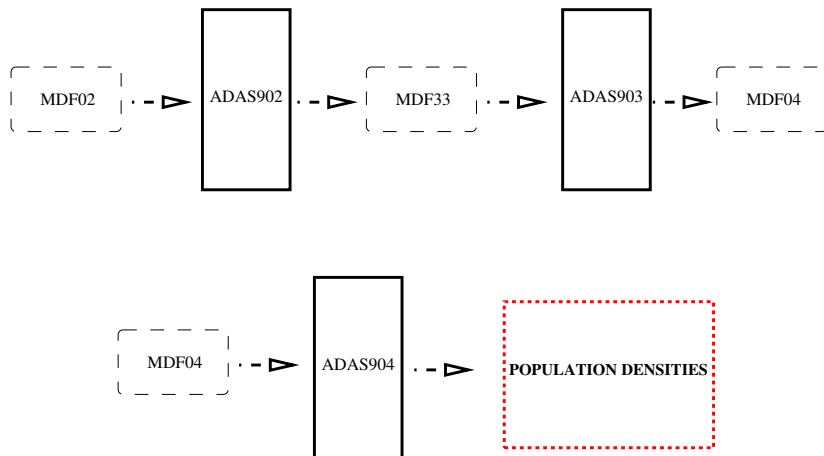 MDF02
ADAS902
MDF33
ADAS903
MDF04
MDF04
ADAS904
POPULATION DENSITIES